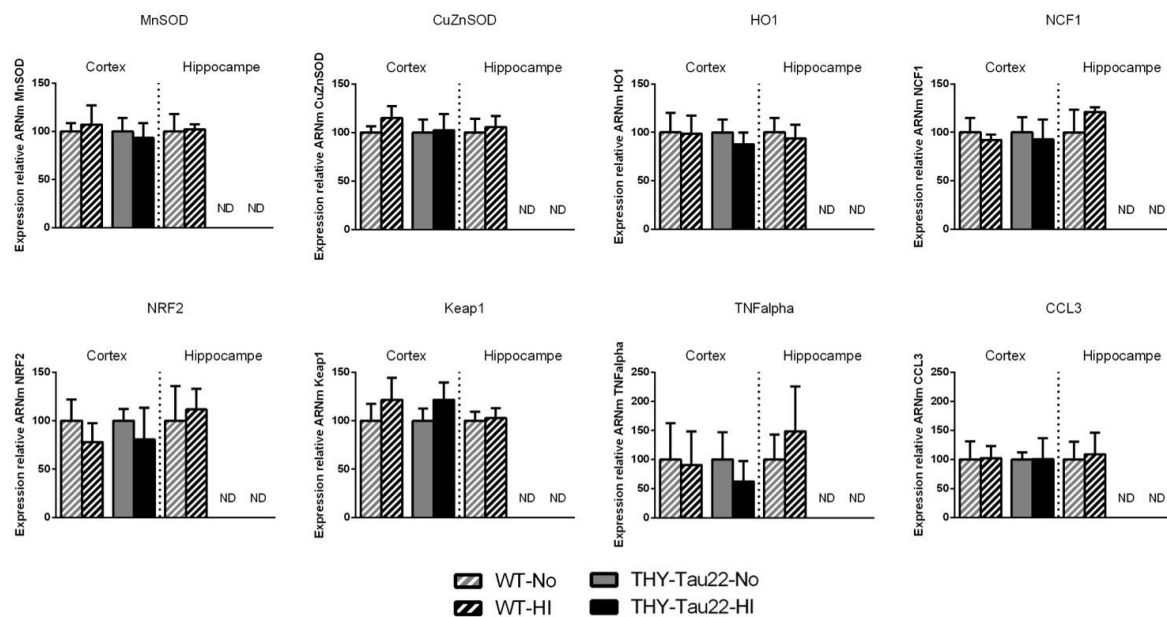 MnSOD
Expression relative ARNm MnSOD
150
100
50
0
Cortex
Hippocampe
ND ND
CuZnSOD
Expression relative ARNm CuZnSOD
150
100
50
0
Cortex
Hippocampe
ND ND
HO1
Expression relative ARNm HO1
150
100
50
0
Cortex
Hippocampe
ND ND
NCF1
Expression relative ARNm NCF1
150
100
50
0
Cortex
Hippocampe
ND ND
NRF2
Expression relative ARNm NRF2
150
100
50
0
Cortex
Hippocampe
ND ND
Keap1
Expression relative ARNm Keap1
150
100
50
0
Cortex
Hippocampe
ND ND
TNFalpha
Expression relative ARNm TNFalpha
250
200
150
100
50
0
Cortex
Hippocampe
ND ND
CCL3
Expression relative ARNm CCL3
250
200
150
100
50
0
Cortex
Hippocampe
ND ND
WT-No
THY-Tau22-No
WT-HI
THY-Tau22-HI